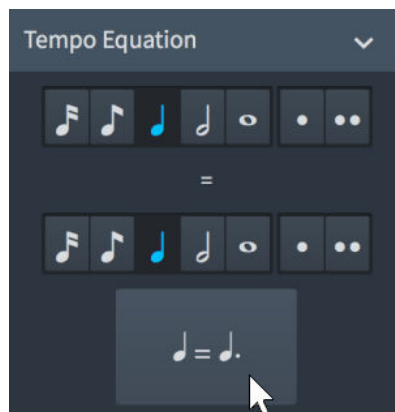 Tempo Equation
=
♩ = ♩.